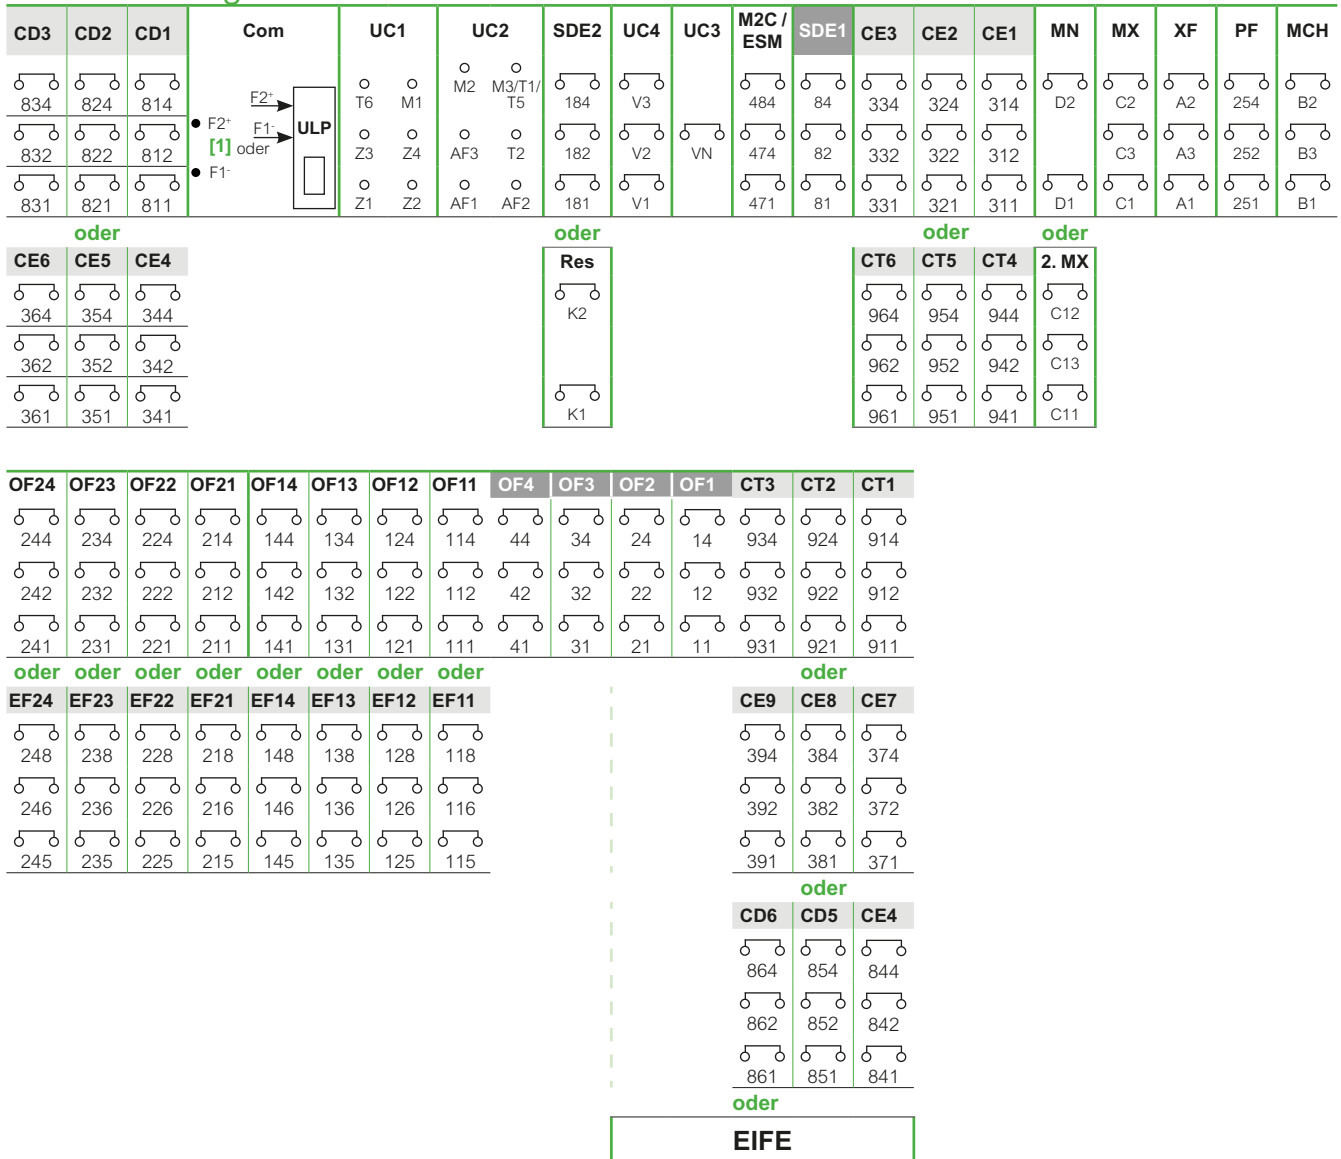 CD3 CD2 CD1 Com UC1 UC2 SDE2 UC4 UC3 M2C / ESM SDE1 CE3 CE2 CE1 MN MX XF PF MCH
834 824 814 F2+ T6 M1 M2 M3/T1/ T5 184 V3 484 84 334 324 314 D2 C2 A2 254 B2
832 822 812 F2+ [1] oder F1- ULP Z3 Z4 AF3 T2 182 V2 VN 474 82 332 322 312 C3 A3 252 B3
831 821 811 F1- Z1 Z2 AF1 AF2 181 V1 471 81 331 321 311 D1 C1 A1 251 B1
oder oder oder oder
CE6 CE5 CE4 Res CT6 CT5 CT4 2. MX
364 354 344 K2 964 954 944 C12
362 352 342 962 952 942 C13
361 351 341 K1 961 951 941 C11
OF24 OF23 OF22 OF21 OF14 OF13 OF12 OF11 OF4 OF3 OF2 OF1 CT3 CT2 CT1
244 234 224 214 144 134 124 114 44 34 24 14 934 924 914
242 232 222 212 142 132 122 112 42 32 22 12 932 922 912
241 231 221 211 141 131 121 111 41 31 21 11 931 921 911
oder oder oder oder oder oder oder oder oder
EF24 EF23 EF22 EF21 EF14 EF13 EF12 EF11 CE9 CE8 CE7
248 238 228 218 148 138 128 118 394 384 374
246 236 226 216 146 136 126 116 392 382 372
245 235 225 215 145 135 125 115 391 381 371
oder
CD6 CD5 CE4
864 854 844
862 852 842
861 851 841
oder
EIFE